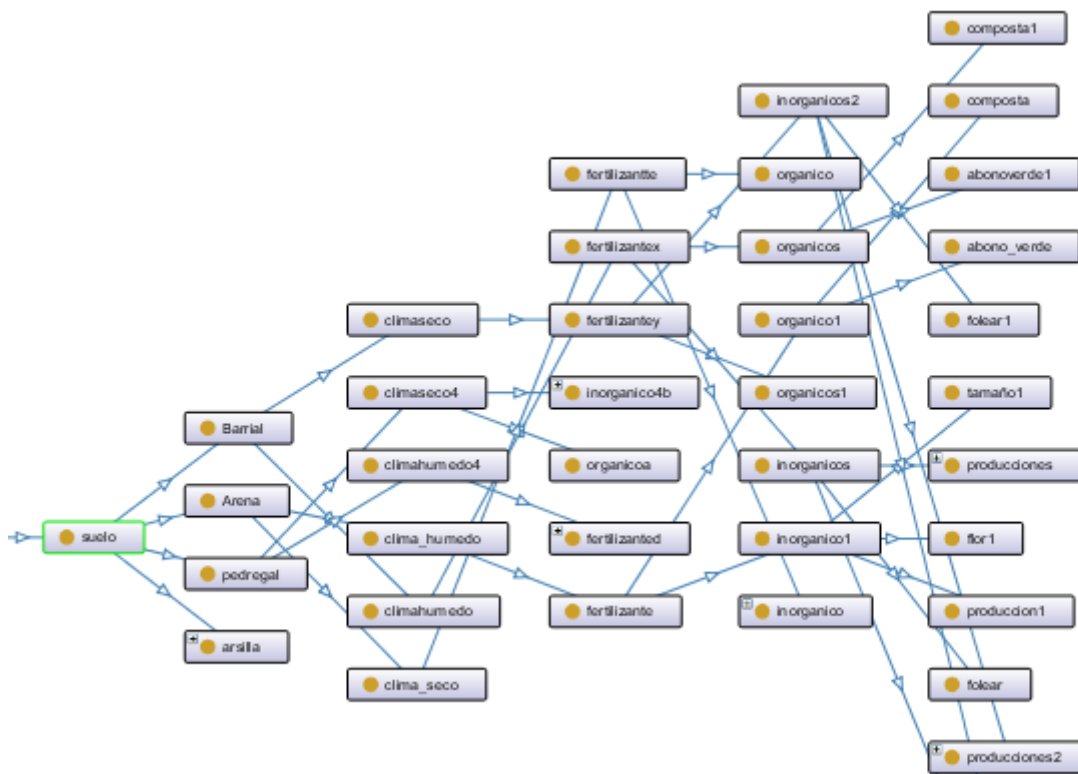 suelo
Barrial
Arena
pedregal
arsilla
climaseco
climaseco4
climahumedo4
clima_humedo
climahumedo
clima_seco
fertilizantte
fertilizantex
fertilizantey
inorganico4b
organicoa
fertilizanted
fertilizante
inorganicos2
organico
organicos
organico1
organicos1
inorganicos
inorganico1
inorganico
composta1
composta
abonoverde1
abono_verde
folear1
tamaño1
producciones
flor1
produccion1
folear
producciones2